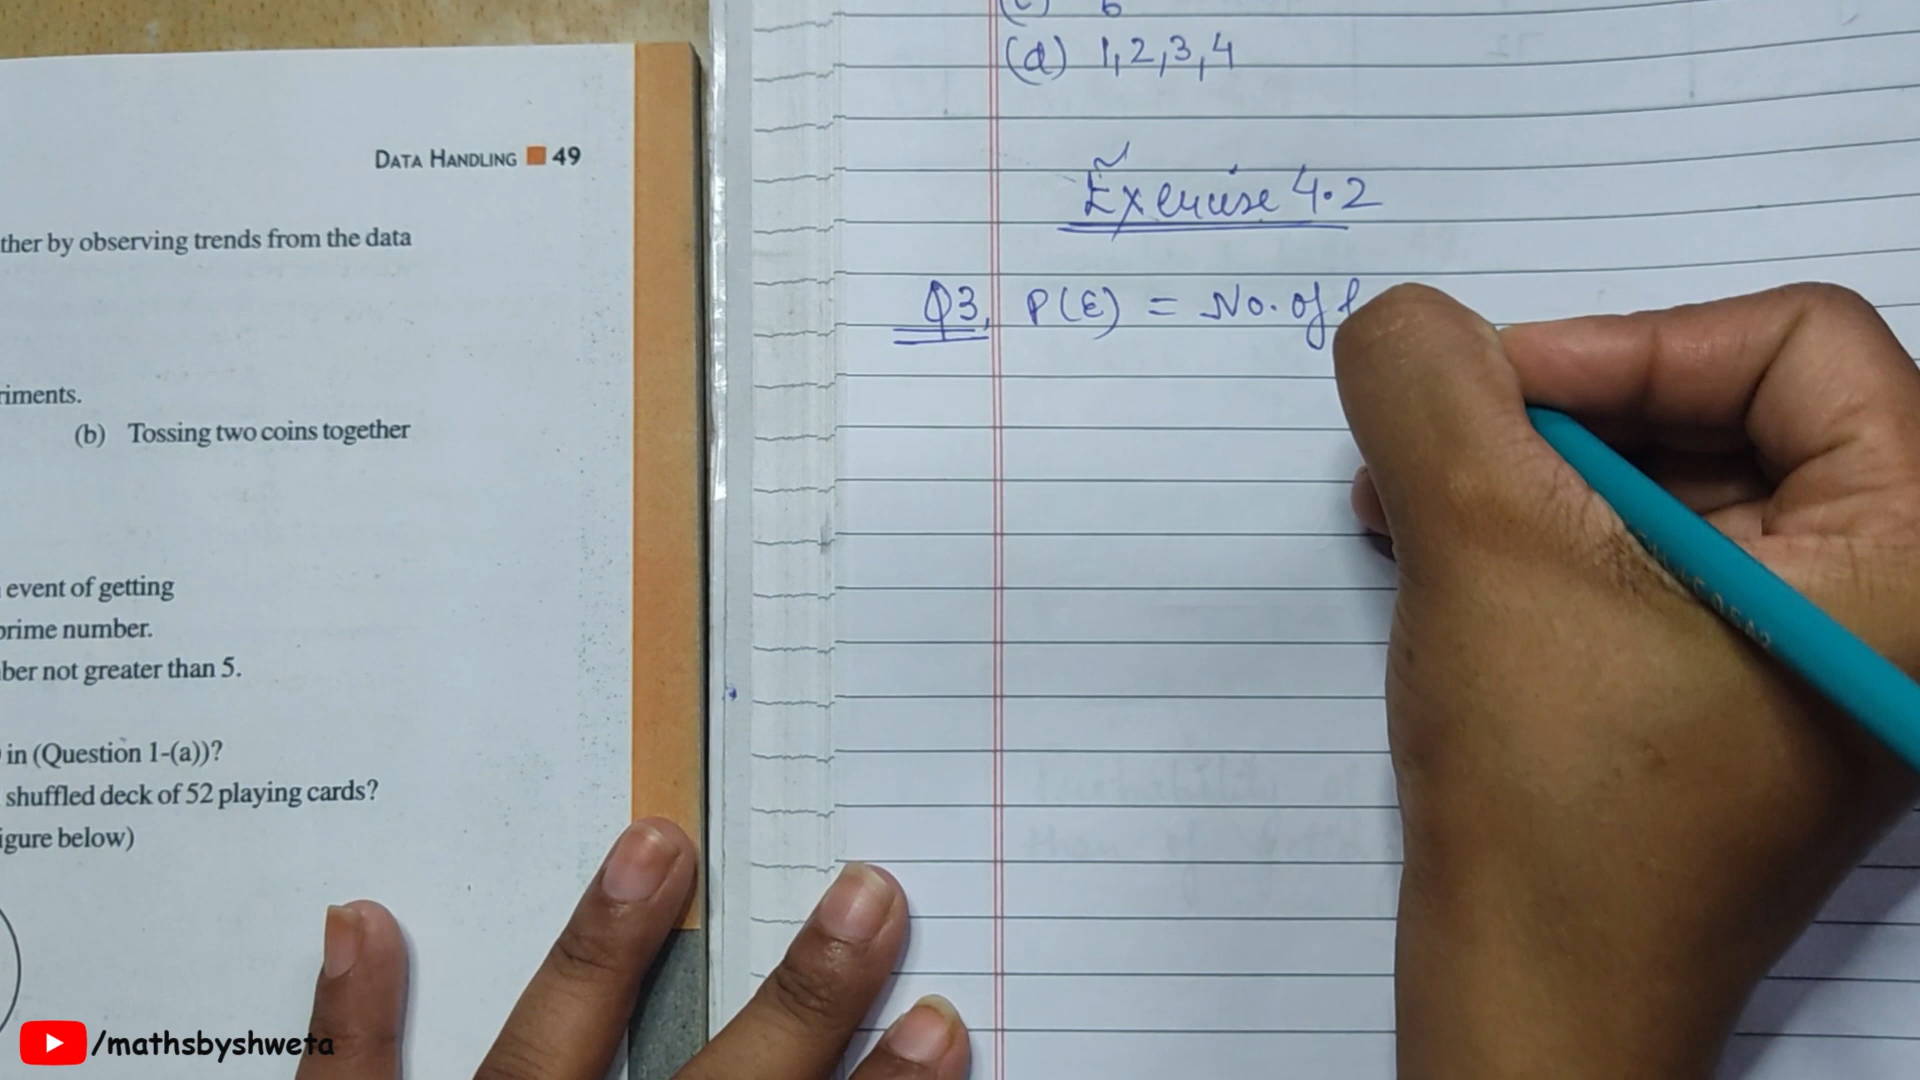 DATA HANDLING 49
ther by observing trends from the data
riments.
(b) Tossing two coins together
event of getting
prime number.
ber not greater than 5.
in (Question 1-(a))?
shuffled deck of 52 playing cards?
igure below)
/mathsbyshweta
(c) 6
(d) 1,2,3,4
Exercise 4.2
Q3, P(E) = No. of f